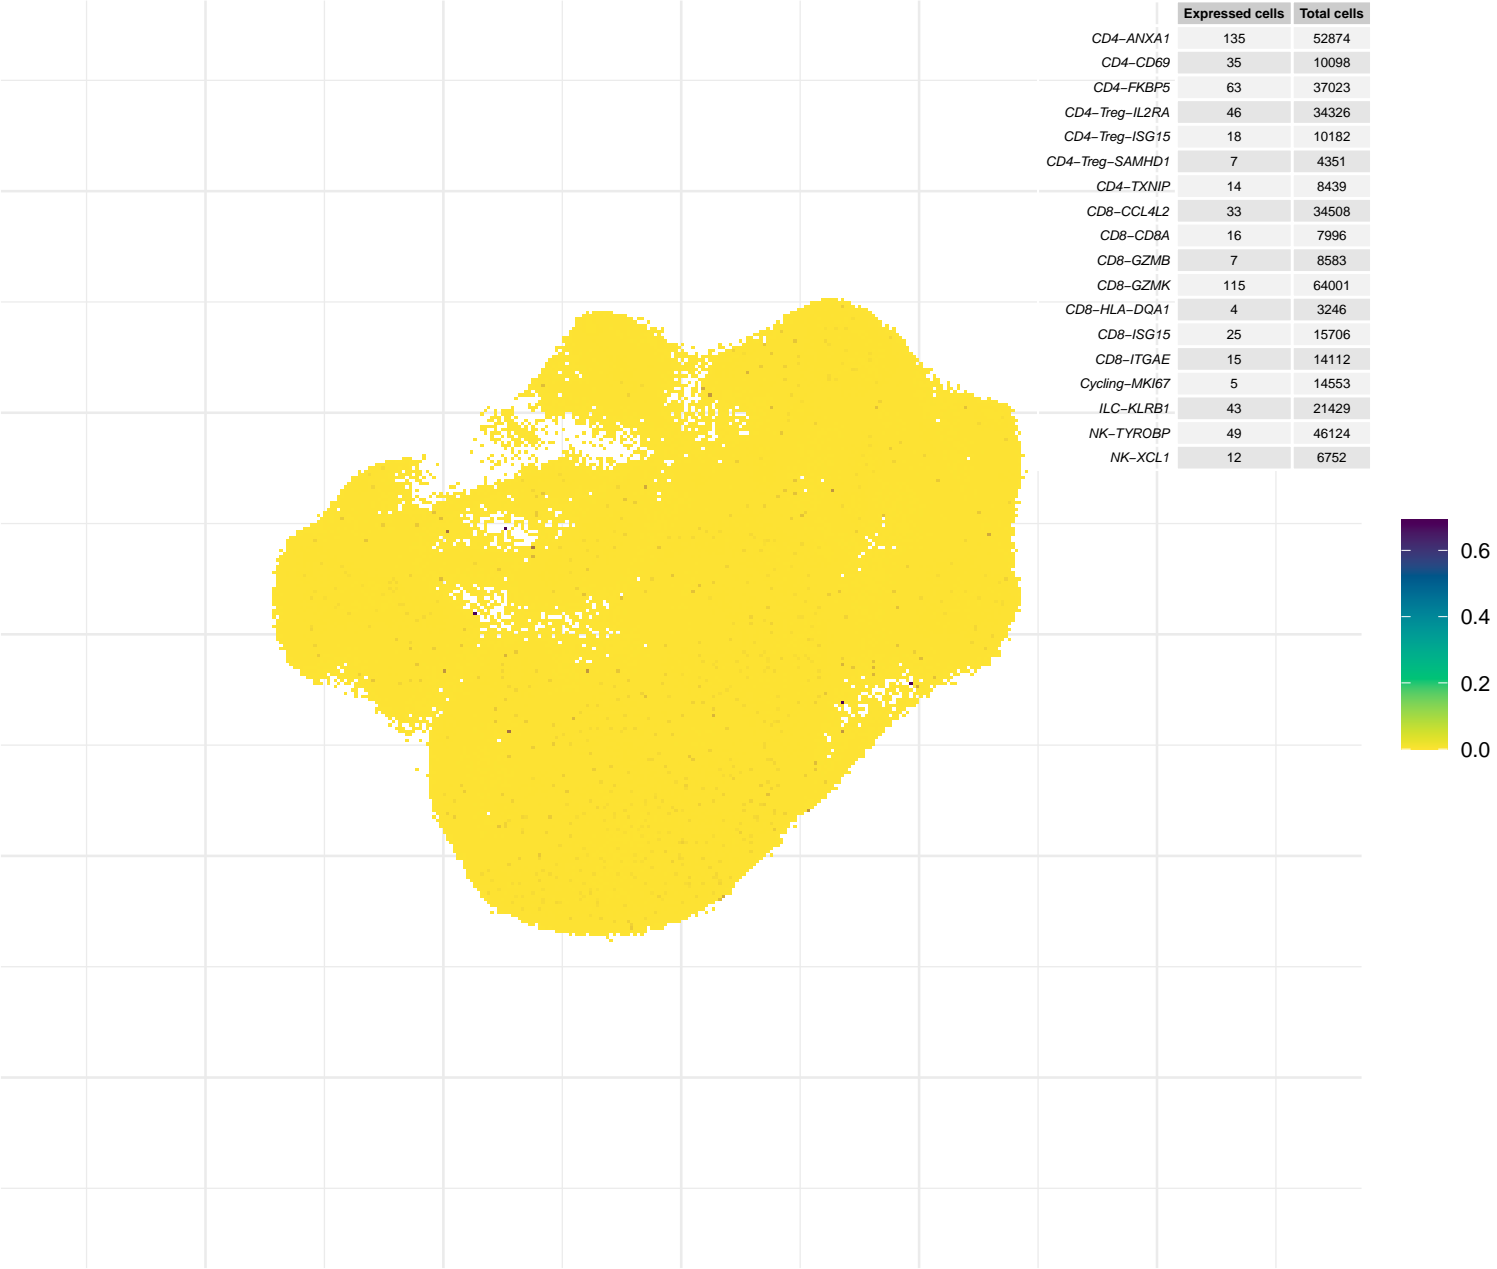 Expressed cells Total cells
CD4−ANXA1 135 52874
CD4−CD69 35 10098
CD4−FKBP5 63 37023
CD4−Treg−IL2RA 46 34326
CD4−Treg−ISG15 18 10182
CD4−Treg−SAMHD1 7 4351
CD4−TXNIP 14 8439
CD8−CCL4L2 33 34508
CD8−CD8A 16 7996
CD8−GZMB 7 8583
CD8−GZMK 115 64001
CD8−HLA−DQA1 4 3246
CD8−ISG15 25 15706
CD8−ITGAE 15 14112
Cycling−MKI67 5 14553
ILC−KLRB1 43 21429
NK−TYROBP 49 46124
NK−XCL1 12 6752
0.6
0.4
0.2
0.0